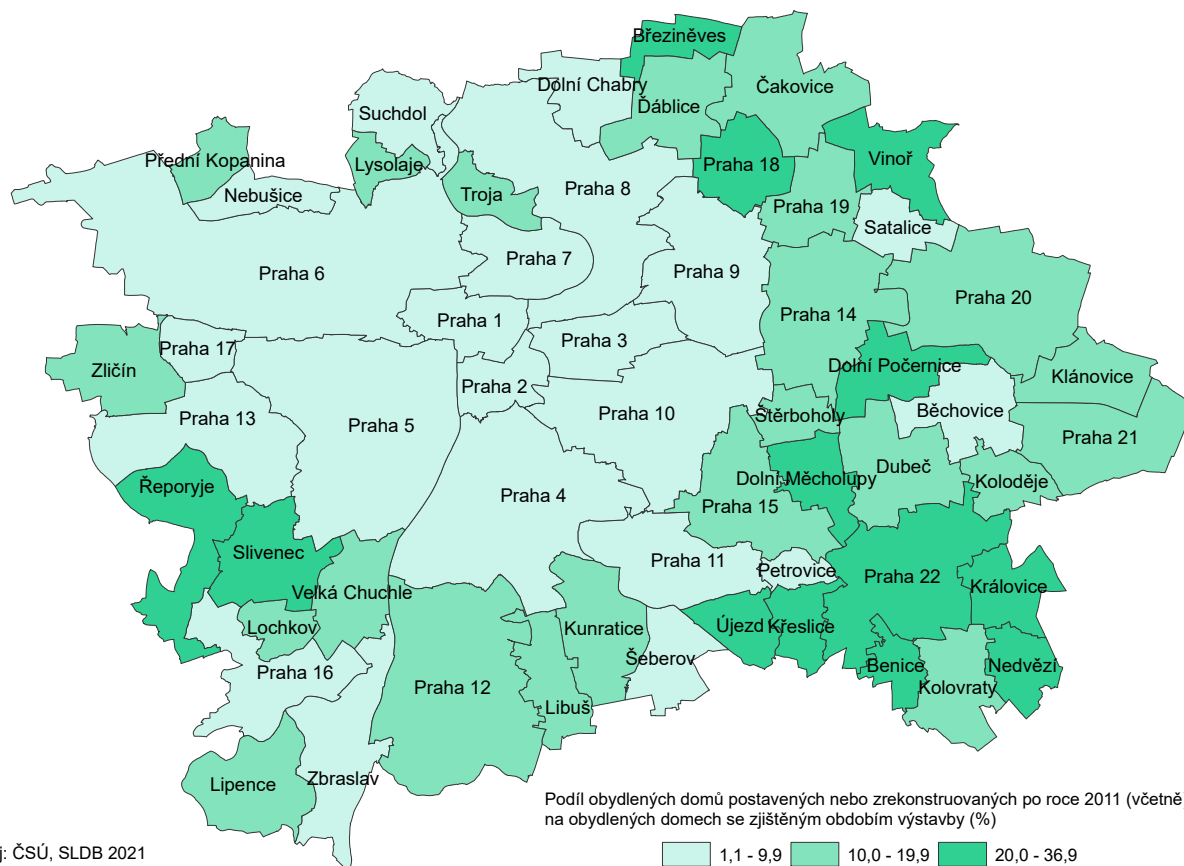 Březiněves
Dolní Chabry
Čakovice
Ďáblice
Suchdol
Přední Kopanina
Lysolaje
Praha 18
Vinoř
Nebušice
Troja
Praha 8
Praha 19
Satalice
Praha 6
Praha 7
Praha 9
Praha 20
Praha 1
Praha 14
Praha 3
Praha 17
Zličín
Praha 2
Dolní Počernice
Klánovice
Praha 13
Praha 5
Praha 10
Štěrboholy
Běchovice
Praha 21
Řeporyje
Praha 4
Dolní Měcholupy
Dubeč
Koloděje
Praha 15
Slivenec
Praha 11
Petrovice
Praha 22
Královice
Velká Chuchle
Lochkov
Kunratice
Újezd
Křeslice
Šeberov
Benice
Nedvězí
Praha 16
Praha 12
Kolovraty
Libuš
Lipence
Zbraslav
Podíl obydlených domů postavených nebo zrekonstruovaných po roce 2011 (včetně)
na obydlených domech se zjištěným obdobím výstavby (%)
j: ČSÚ, SLDB 2021
1,1 - 9,9
10,0 - 19,9
20,0 - 36,9